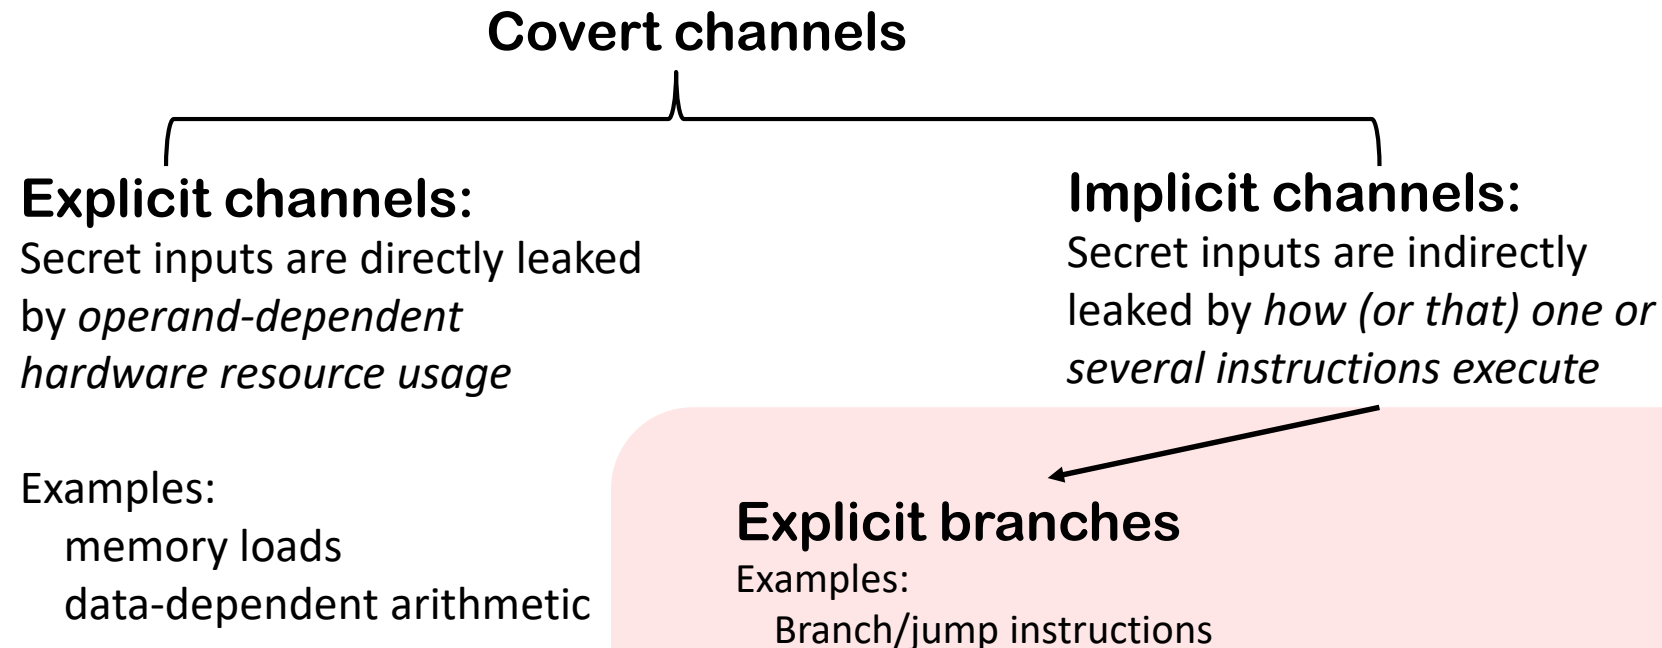 Covert channels
Explicit channels:
Secret inputs are directly leaked
by operand-dependent
hardware resource usage
Examples:
memory loads
data-dependent arithmetic
Implicit channels:
Secret inputs are indirectly
leaked by how (or that) one or
several instructions execute
Explicit branches
Examples:
Branch/jump instructions